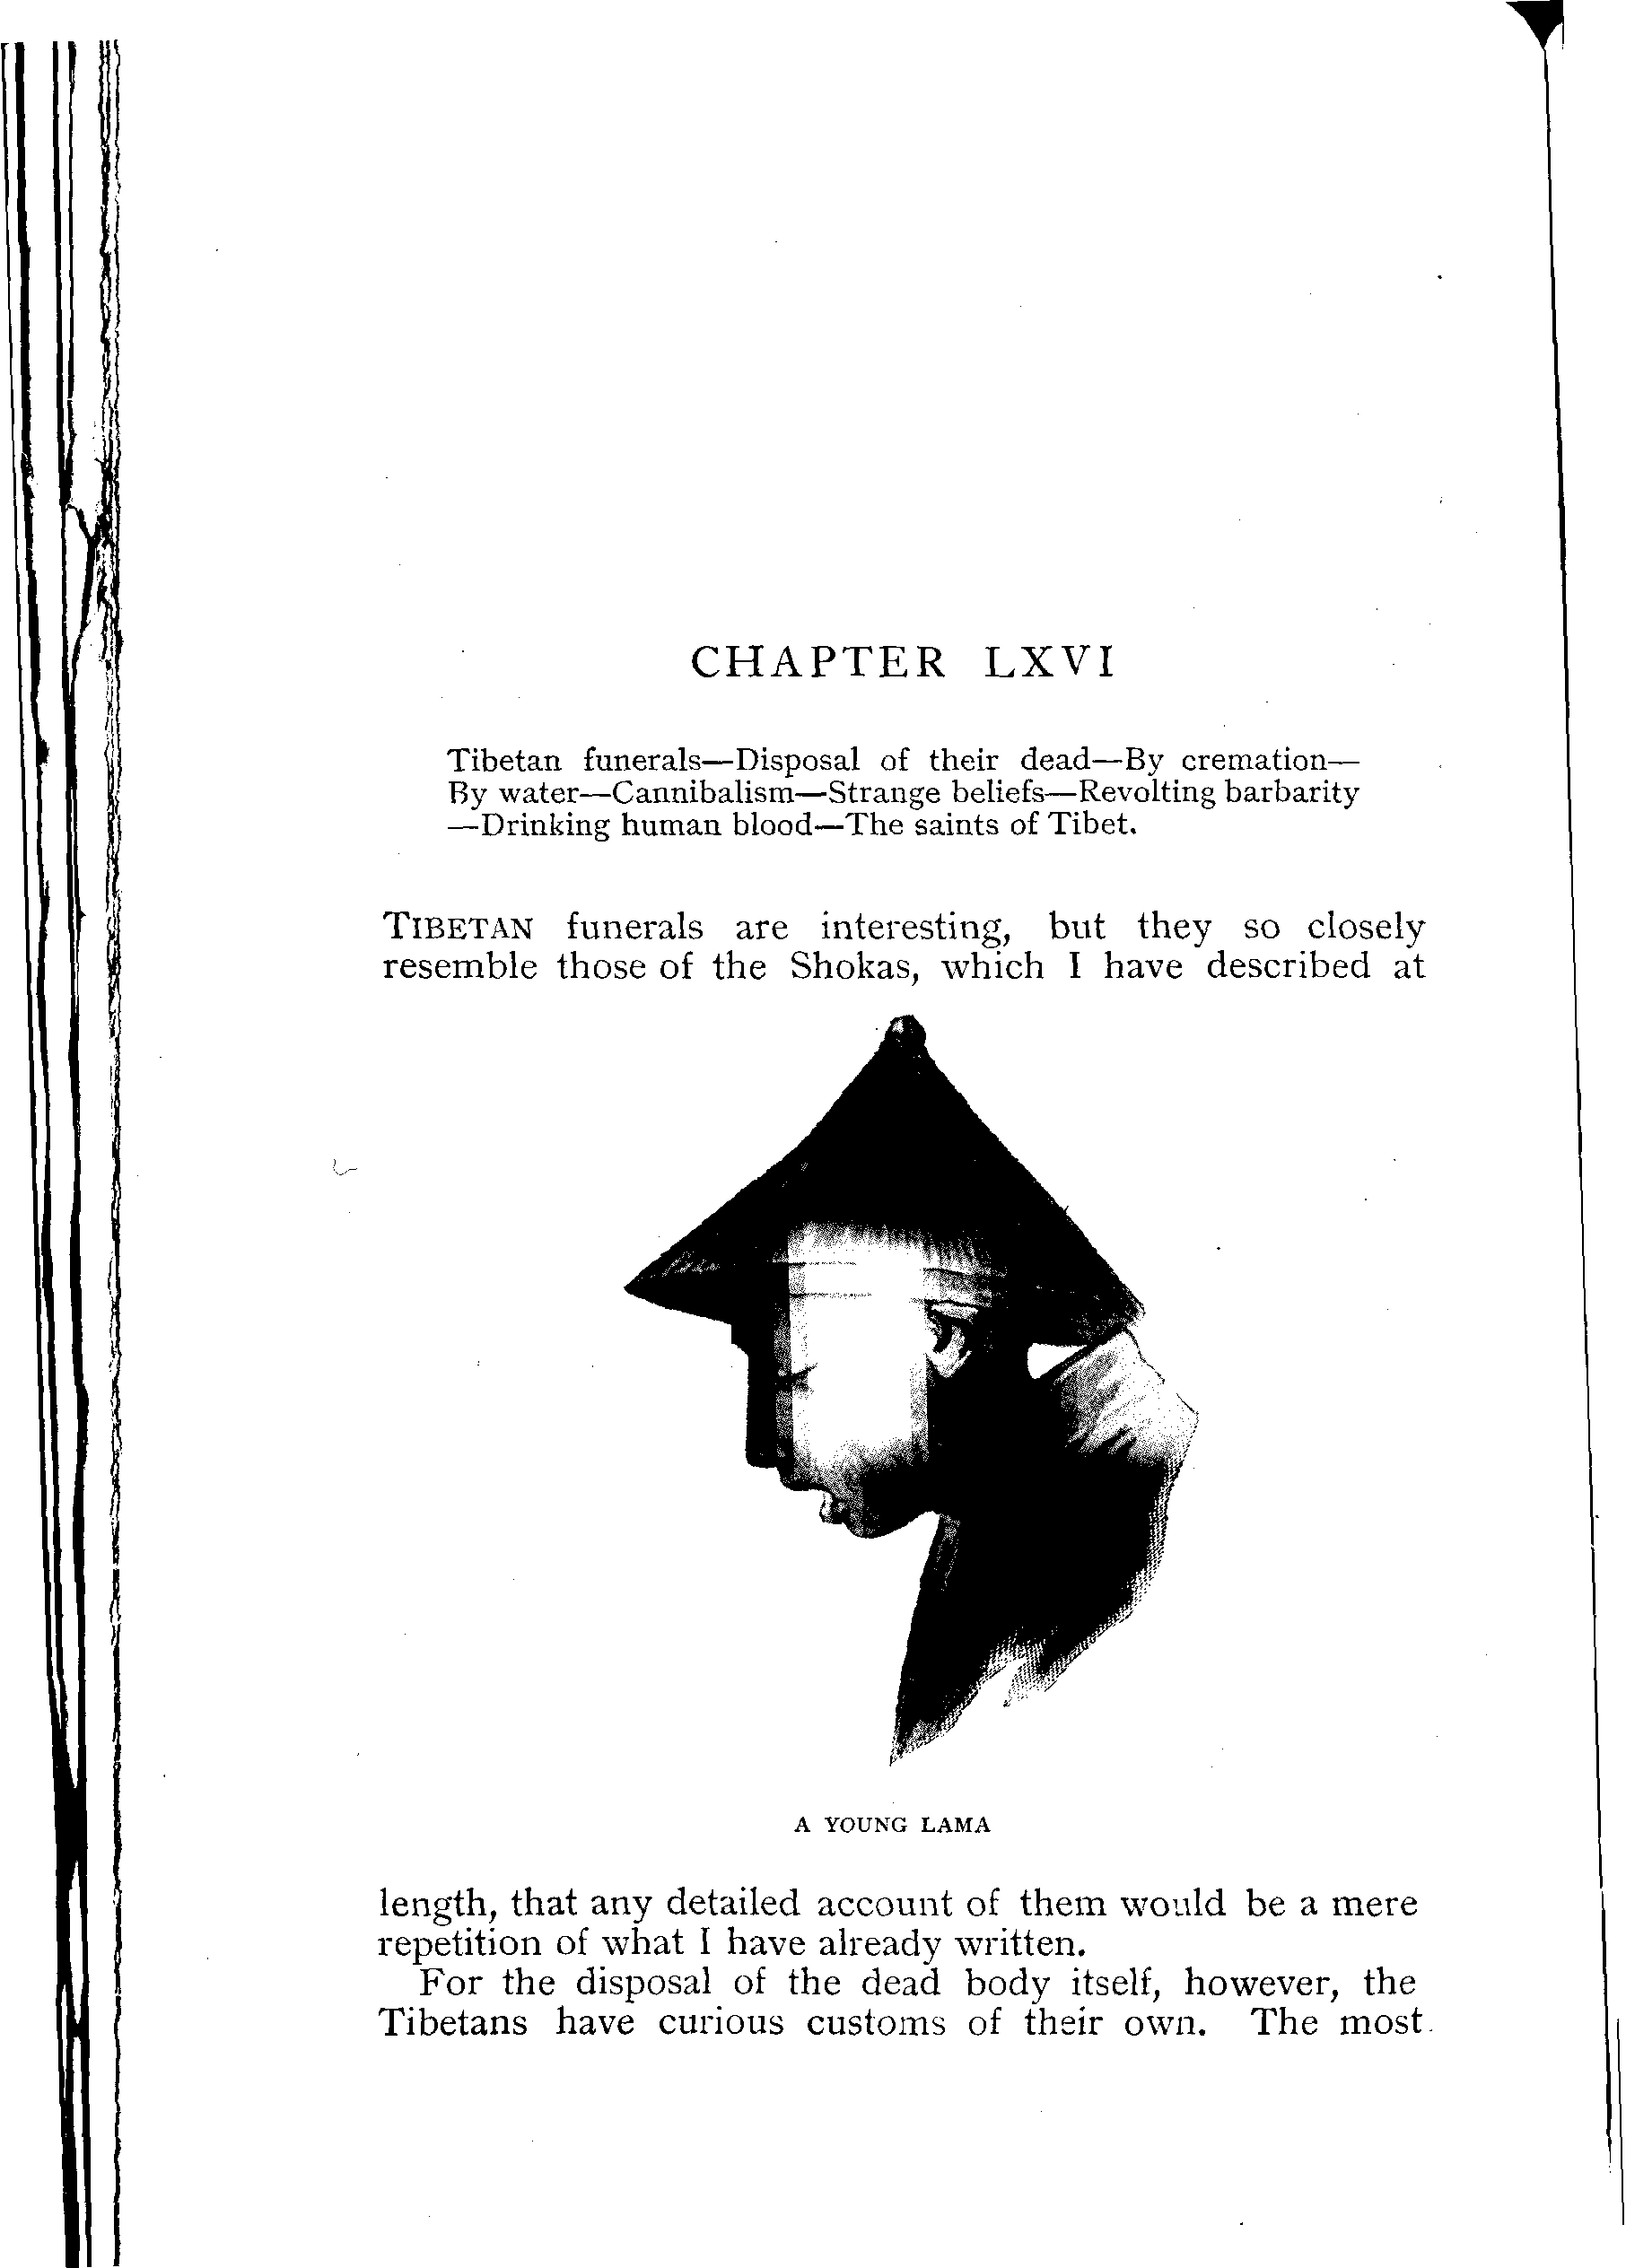 CHAPTER LXVI
Tibetan funerals—Disposal of their dead—By cremation—
By water—Cannibalism—Strange beliefs—Revolting barbarity
—Drinking human blood—The saints of Tibet.
TIBETAN funerals are interesting, but they so closely
resemble those of the Shokas, which I have described at
A YOUNG LAMA
length, that any detailed account of them would be a mere
repetition of what I have already written.
For the disposal of the dead body itself, however, the
Tibetans have curious customs of their own. The most